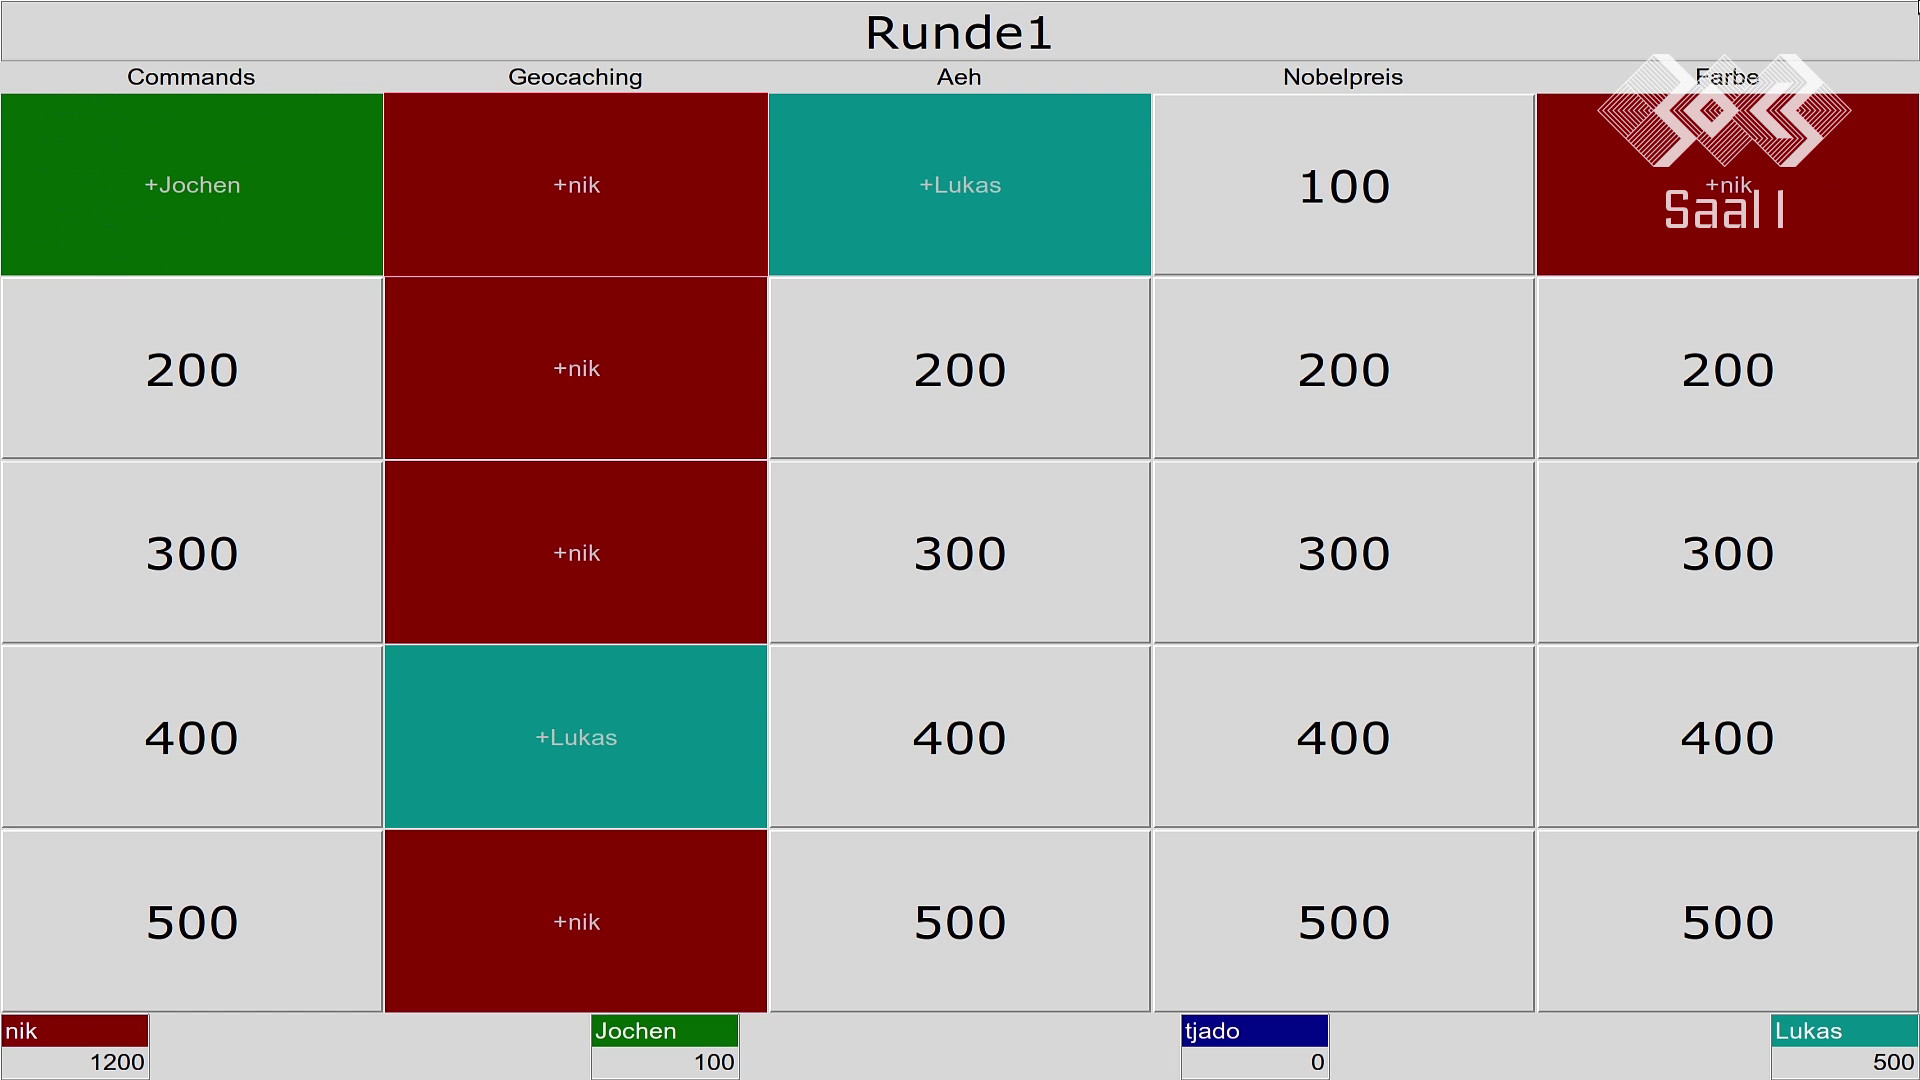 Runde1
Commands Geocaching Aeh Nobelpreis Farbe
+Jochen +nik +Lukas 100 +nik
Saal 1
200 +nik 200 200 200
300 +nik 300 300 300
400 +Lukas 400 400 400
500 +nik 500 500 500
nik Jochen tjado Lukas
1200 100 0 500